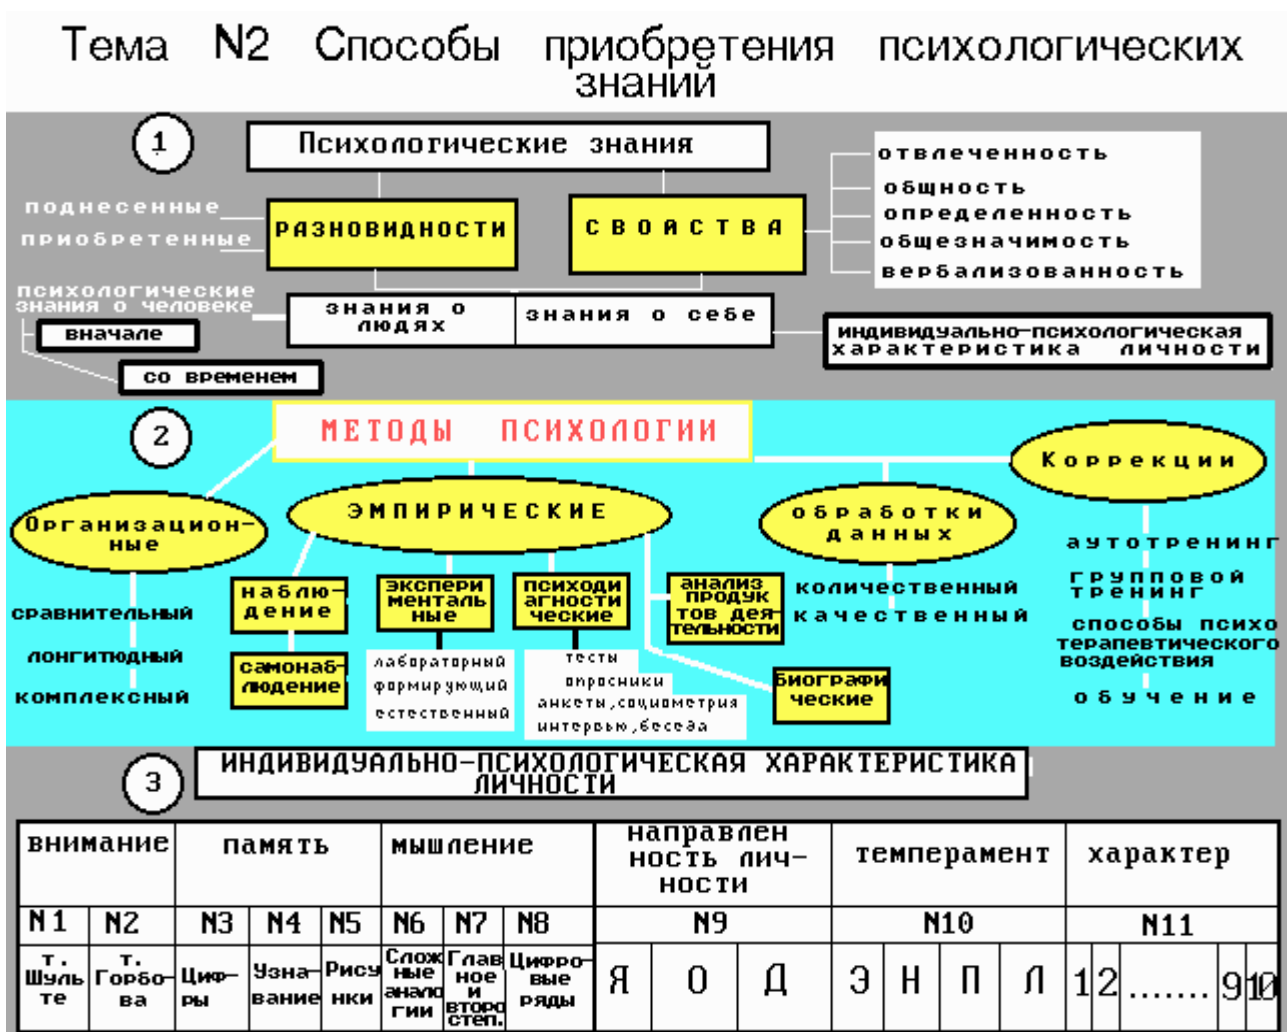 Тема N2 Способы приобретения психологических
знаний
1
Психологические знания
поднесенные
приобретенные
РАЗНОВИДНОСТИ
СВОЙСТВА
отвлеченность
общность
определенность
общезначимость
вербализованность
психологические
знания о человеке
вначале
со временем
знания о
людях
знания о себе
индивидуально-психологическая
характеристика личности
2
МЕТОДЫ ПСИХОЛОГИИ
Коррекции
Организацион-
ные
ЭМПИРИЧЕСКИЕ
обработки
данных
сравнительный
лонгитюдный
комплексный
наблю-
дение
самонаб-
людение
экспери
менталь
ные
лабораторный
формирующий
естественный
психоди
агности
ческие
тесты
опросники
анкеты,социометрия
интервью,беседа
анализ
продук
тов дея
тельности
биографи
ческие
количественный
качественный
аутотренинг
групповой
тренинг
способы психо
терапевтического
воздействия
обучение
3
ИНДИВИДУАЛЬНО-ПСИХОЛОГИЧЕСКАЯ ХАРАКТЕРИСТИКА
ЛИЧНОСТИ
внимание
память
мышление
направлен
ность лич-
ности
темперамент
характер
N1 N2 N3 N4 N5 N6 N7 N8 N9 N10 N11
т.
Шуль
те
т.
Горбо-
ва
Циф-
ры
Узна-
вание
Рису
нки
Слож
ные
анало
гии
Глав
ное
и
второ
степ.
Цифро-
вые
ряды
Я О Д Э Н П Л 1 2 ....... 9 10